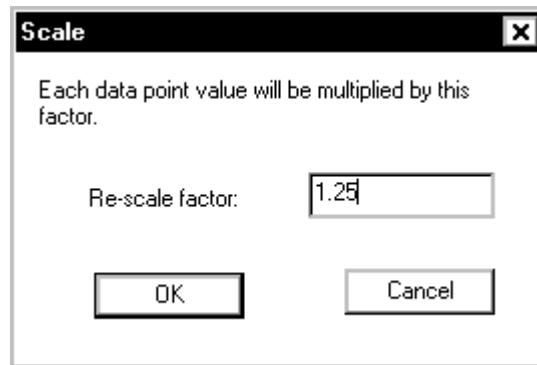 Scale
Each data point value will be multiplied by this
factor.
Re-scale factor:
1.25
OK
Cancel